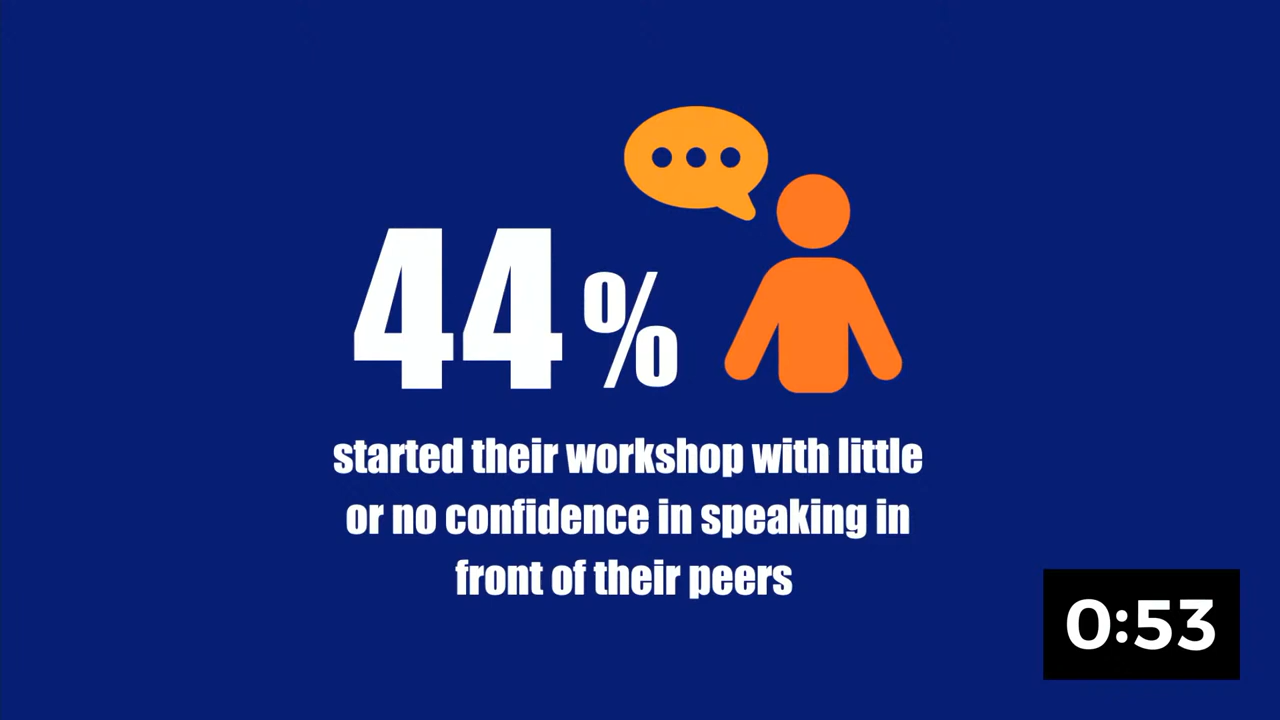 44%
started their workshop with little
or no confidence in speaking in
front of their peers
0:53